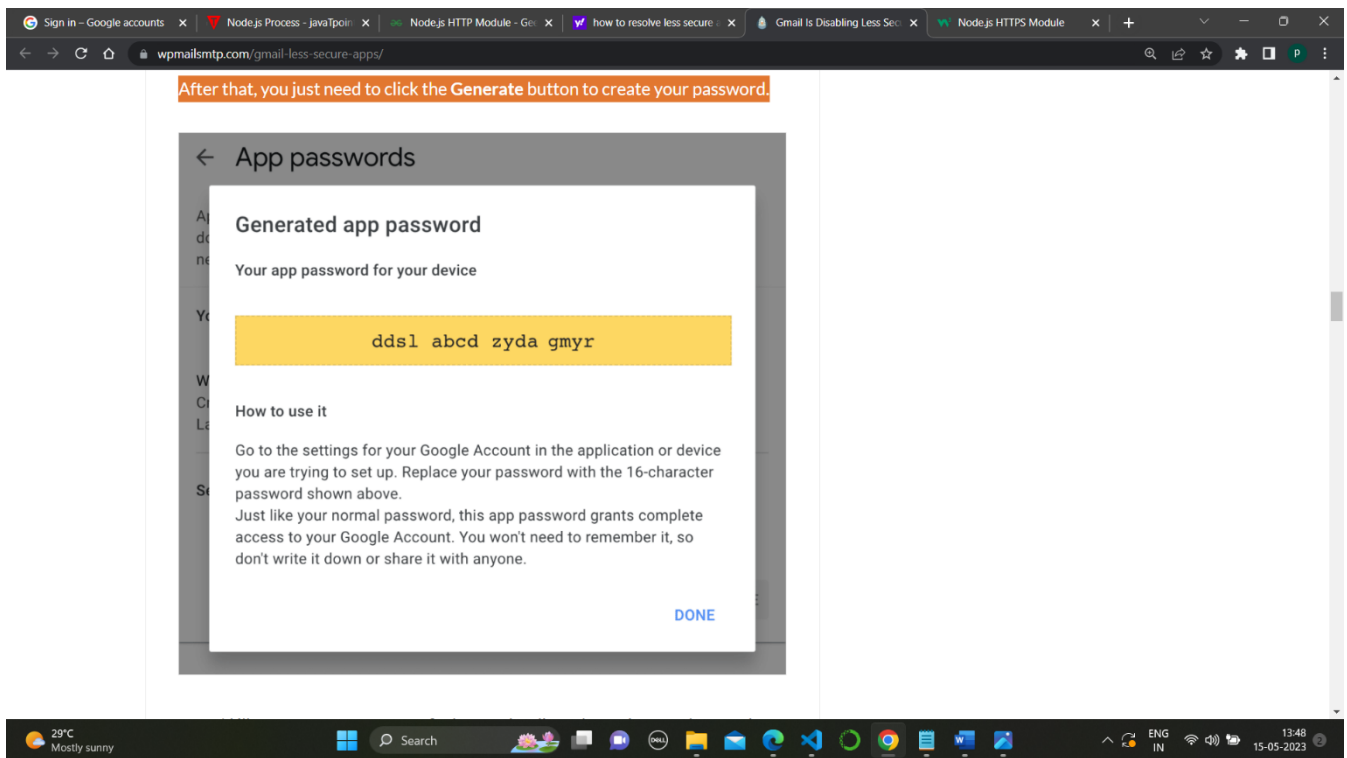 Sign in – Google accounts
Node.js Process - javaTpoin
Node.js HTTP Module - Gee
how to resolve less secure a
Gmail Is Disabling Less Sec
Node.js HTTPS Module
wpmailsmtp.com/gmail-less-secure-apps/
P
After that, you just need to click the Generate button to create your password.
App passwords
Generated app password
Your app password for your device
ddsl abcd zyda gmyr
How to use it
Go to the settings for your Google Account in the application or device
you are trying to set up. Replace your password with the 16-character
password shown above.
Just like your normal password, this app password grants complete
access to your Google Account. You won't need to remember it, so
don't write it down or share it with anyone.
DONE
29°C
Mostly sunny
Search
DELL
ENG
IN
13:48
15-05-2023
2